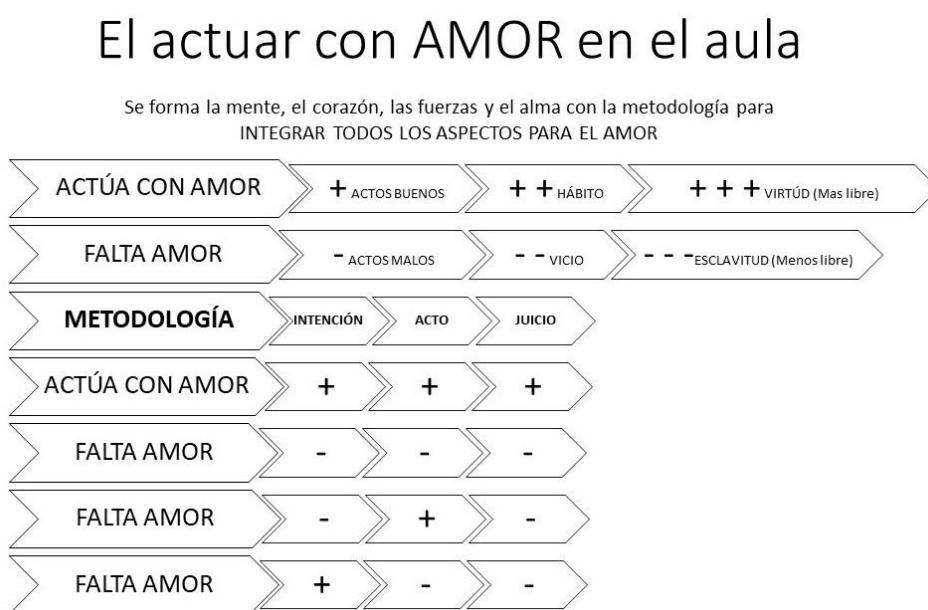 El actuar con AMOR en el aula
Se forma la mente, el corazón, las fuerzas y el alma con la metodología para
INTEGRAR TODOS LOS ASPECTOS PARA EL AMOR
ACTÚA CON AMOR + ACTOS BUENOS + + HÁBITO + + + VIRTÚD (Mas libre)
FALTA AMOR - ACTOS MALOS - - VICIO - - - ESCLAVITUD (Menos libre)
METODOLOGÍA INTENCIÓN ACTO JUICIO
ACTÚA CON AMOR + + +
FALTA AMOR - - -
FALTA AMOR - + -
FALTA AMOR + - -